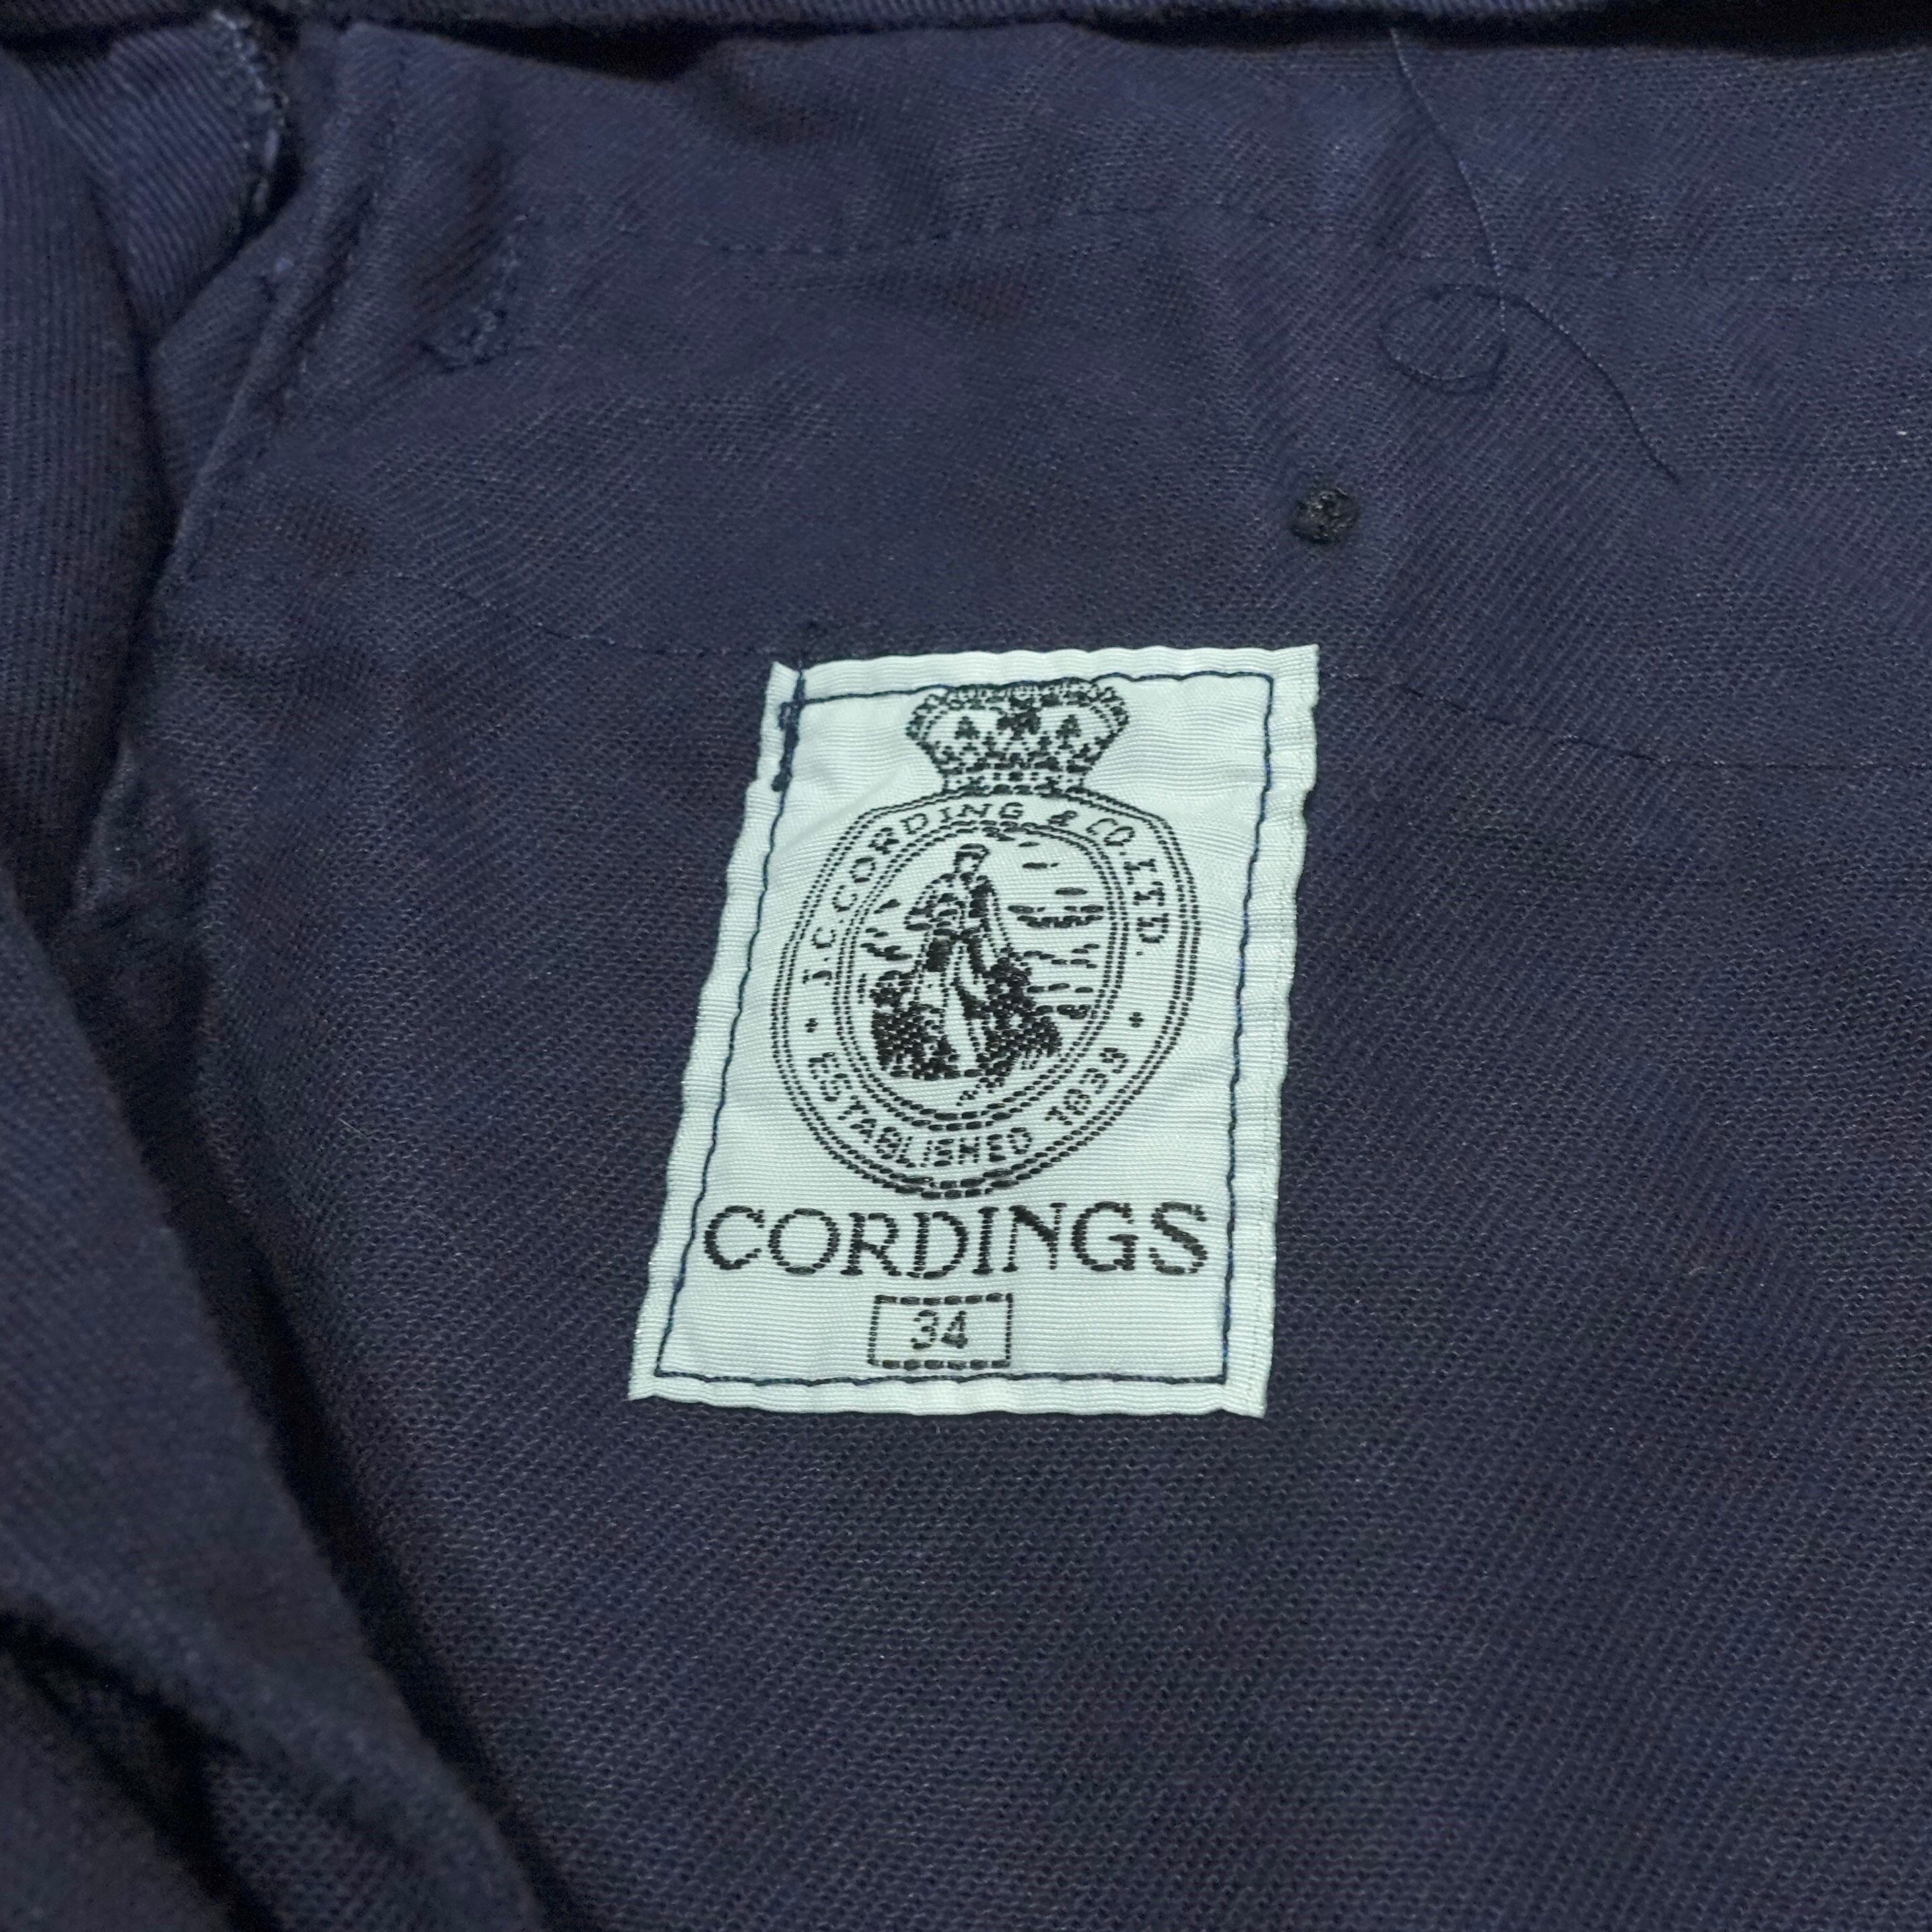 J.C. CORDING & CO. LTD.
ESTABLISHED 1839
CORDINGS
34